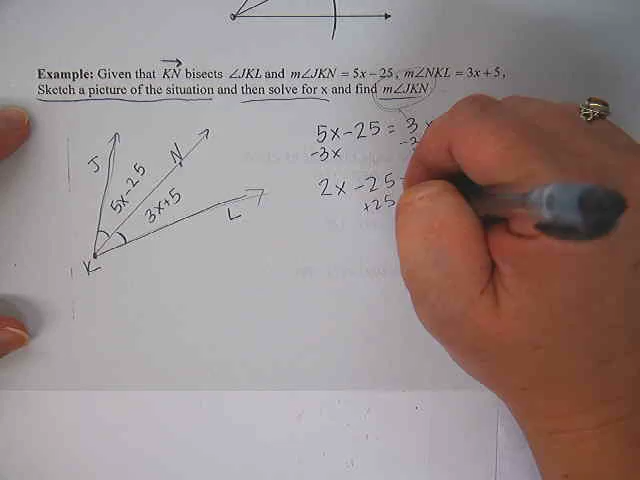 Example: Given that KN bisects ∠JKL and m∠JKN = 5x − 25, m∠NKL = 3x + 5,
Sketch a picture of the situation and then solve for x and find m∠JKN
J
N
5x-25
3x+5
L
K
5x-25 = 3x
-3x
2x-25
+25